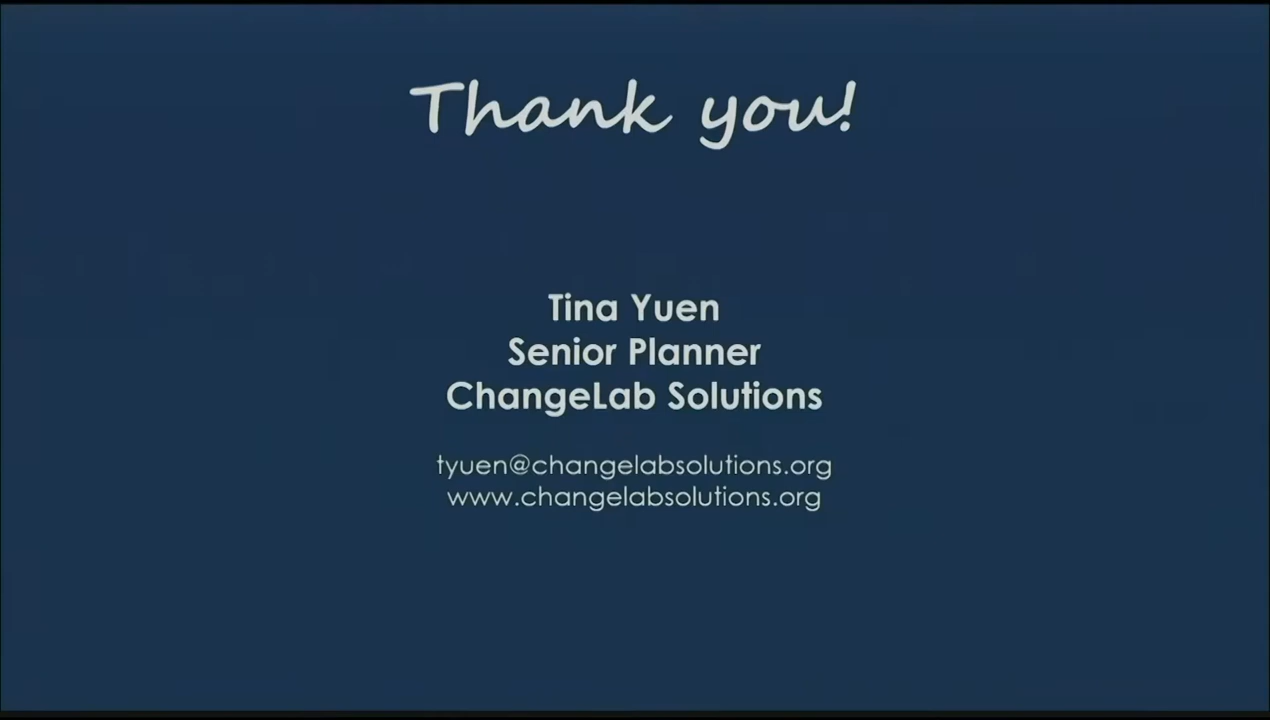 Thank you!
Tina Yuen
Senior Planner
ChangeLab Solutions
tyuen@changelabsolutions.org
www.changelabsolutions.org